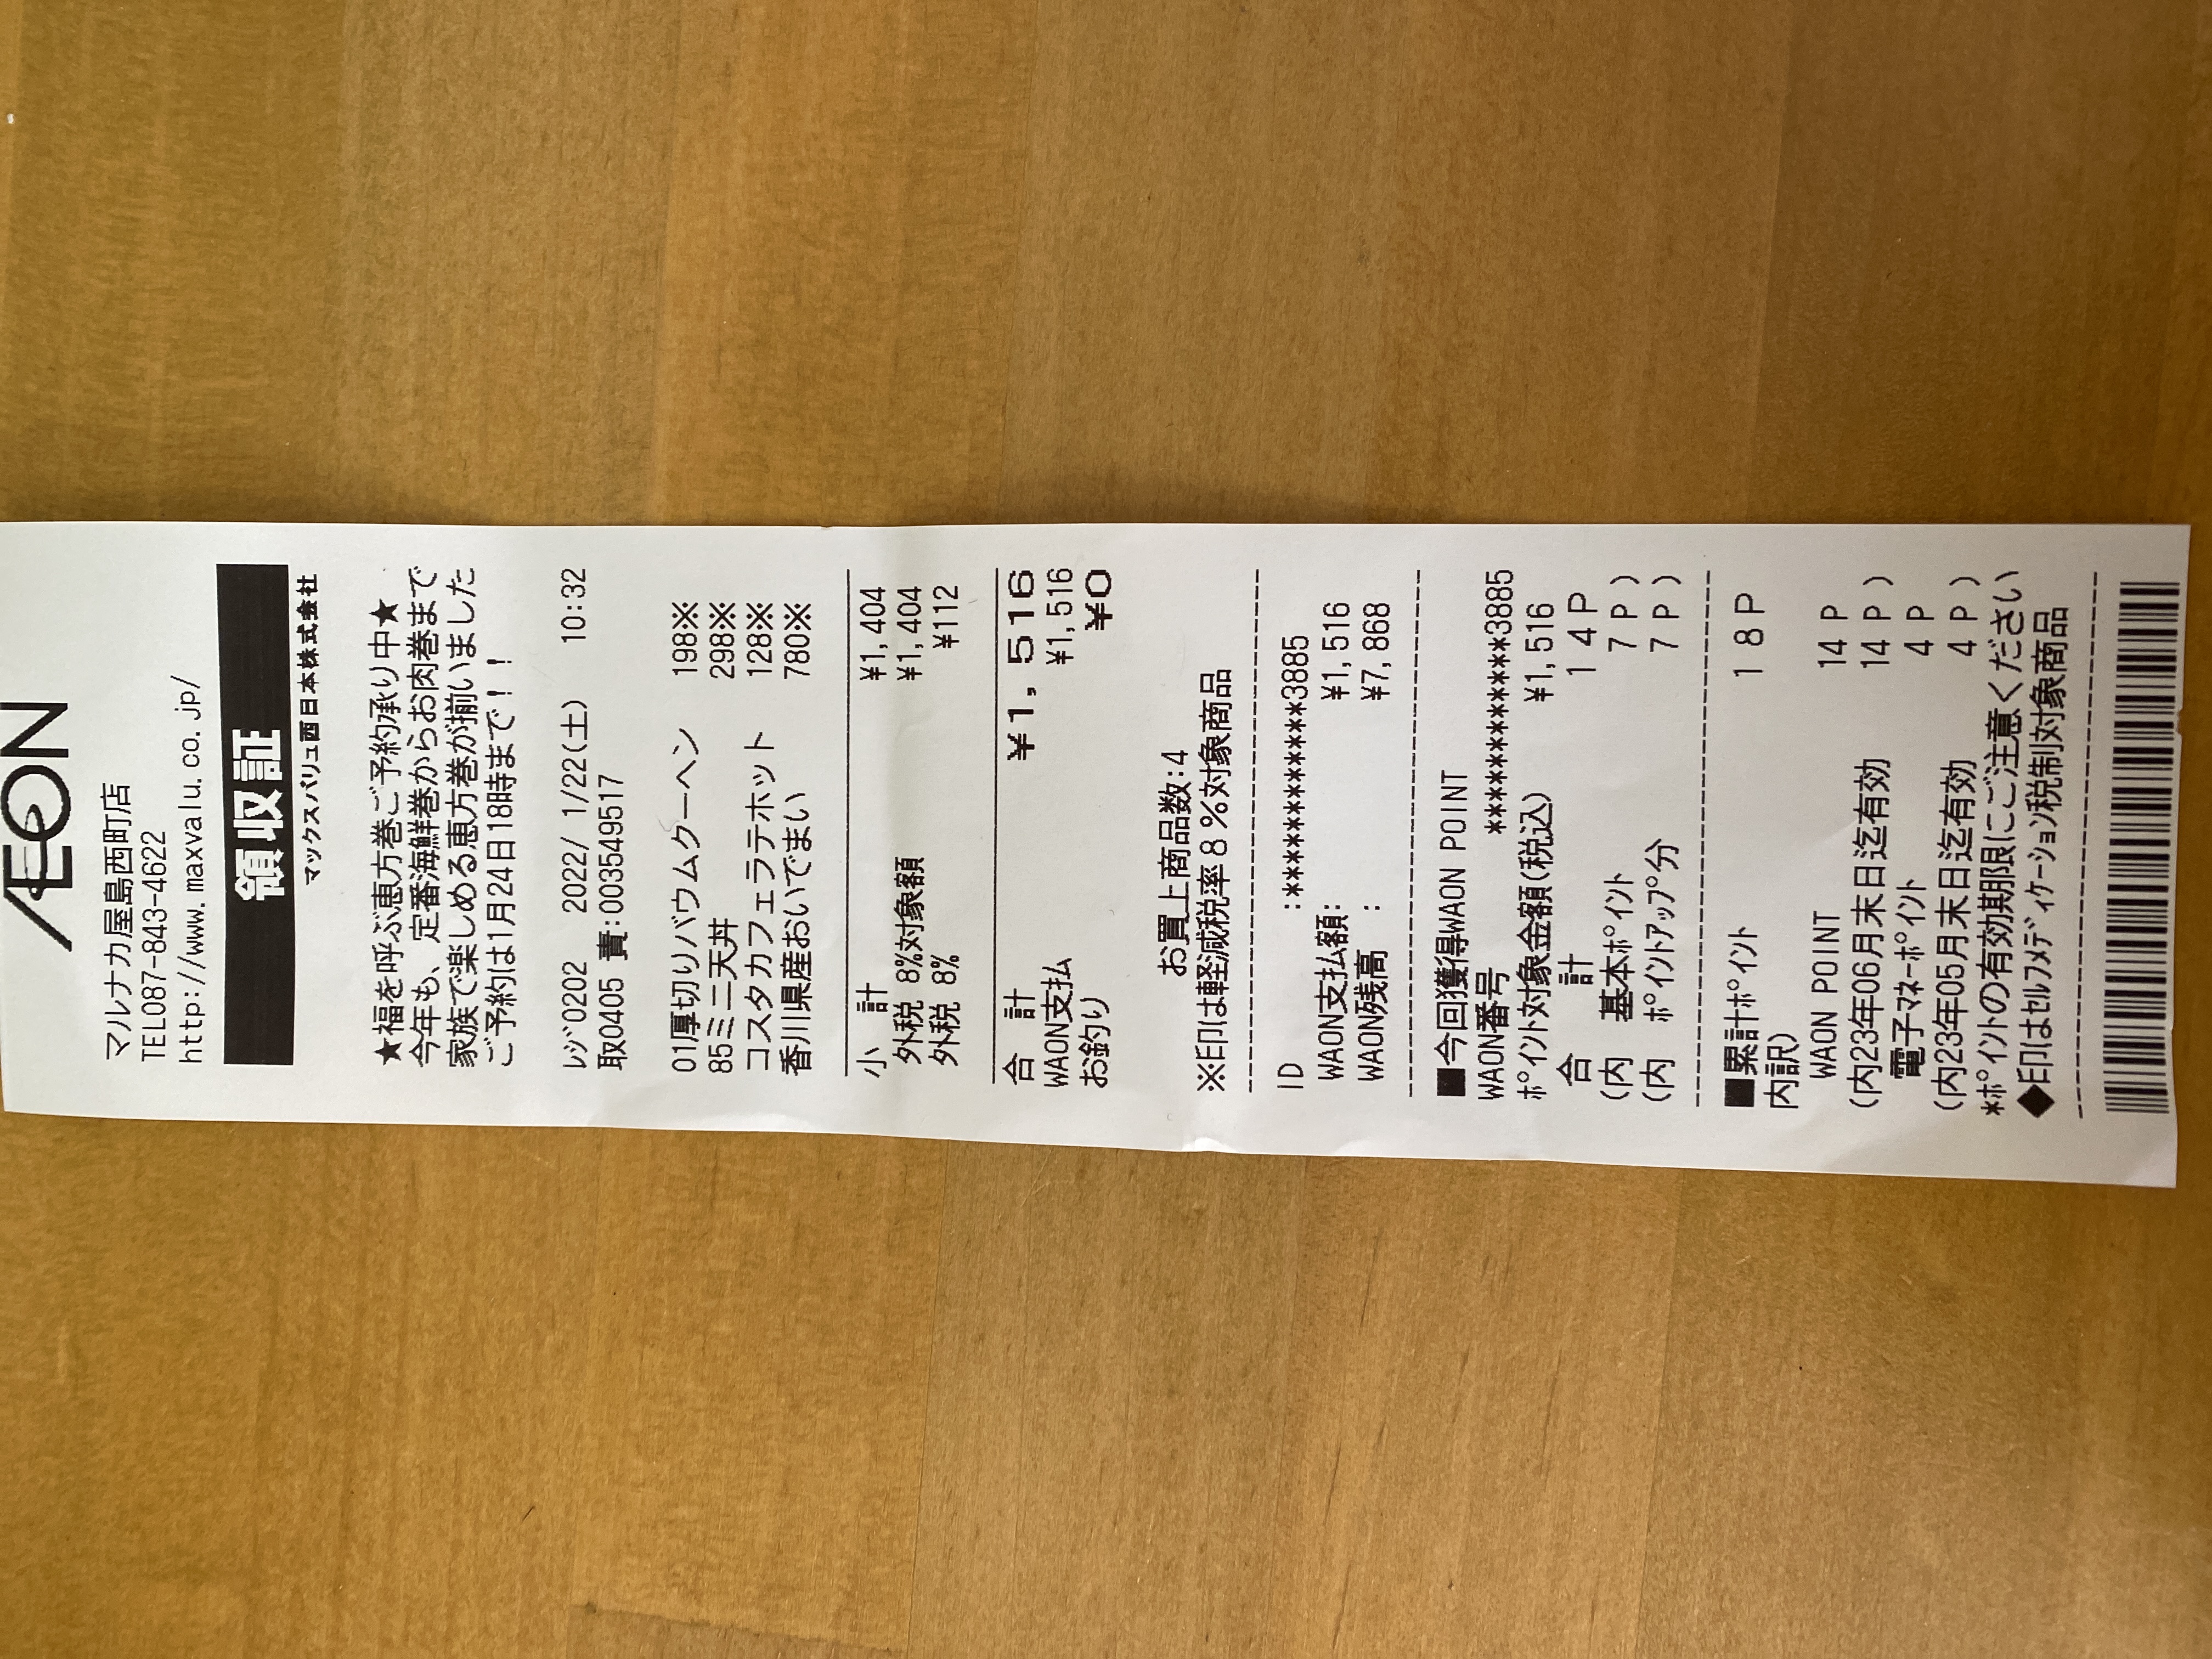 ÆON
マルナカ屋島西町店
TEL087-843-4622
http://www.maxvalu.co.jp/
領収証
マックスバリュ西日本株式会社
★福を呼ぶ恵方巻ご予約承り中★
今年も、定番海鮮巻からお肉巻まで
家族で楽しめる恵方巻が揃いました
ご予約は1月24日18時まで！！
ﾚｼﾞ0202 2022/ 1/22(土) 10:32
取0405 責:003549517
01厚切りバウムクーヘン 198※
85ミニ天丼 298※
コスタカフェラテホット 128※
香川県産おいでまい 780※
小 計 ¥1,404
外税 8%対象額 ¥1,404
外税 8% ¥112
合 計 ¥1,516
WAON支払 ¥1,516
お釣り ¥0
お買上商品数:4
※印は軽減税率８％対象商品
ID :************3885
WAON支払額: ¥1,516
WAON残高 : ¥7,868
■今回獲得WAON POINT
WAON番号 ************3885
ﾎﾟｲﾝﾄ対象金額(税込) ¥1,516
合 計 １４Ｐ
(内 基本ﾎﾟｲﾝﾄ 7Ｐ)
(内 ﾎﾟｲﾝﾄｱｯﾌﾟ分 7Ｐ)
■累計ﾎﾟｲﾝﾄ １８Ｐ
内訳)
WAON POINT 14Ｐ
(内23年06月末日迄有効 14Ｐ)
電子ﾏﾈｰﾎﾟｲﾝﾄ 4Ｐ
(内23年05月末日迄有効 4Ｐ)
*ﾎﾟｲﾝﾄの有効期限にご注意ください
◆印はｾﾙﾌﾒﾃﾞｨｹｰｼｮﾝ税制対象商品